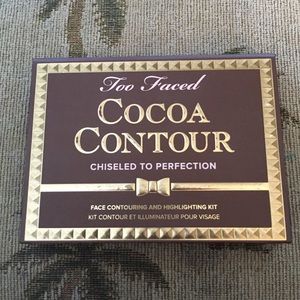 Too Faced
COCOA
CONTOUR
CHISELED TO PERFECTION
FACE CONTOURING AND HIGHLIGHTING KIT
KIT CONTOUR ET ILLUMINATEUR POUR VISAGE